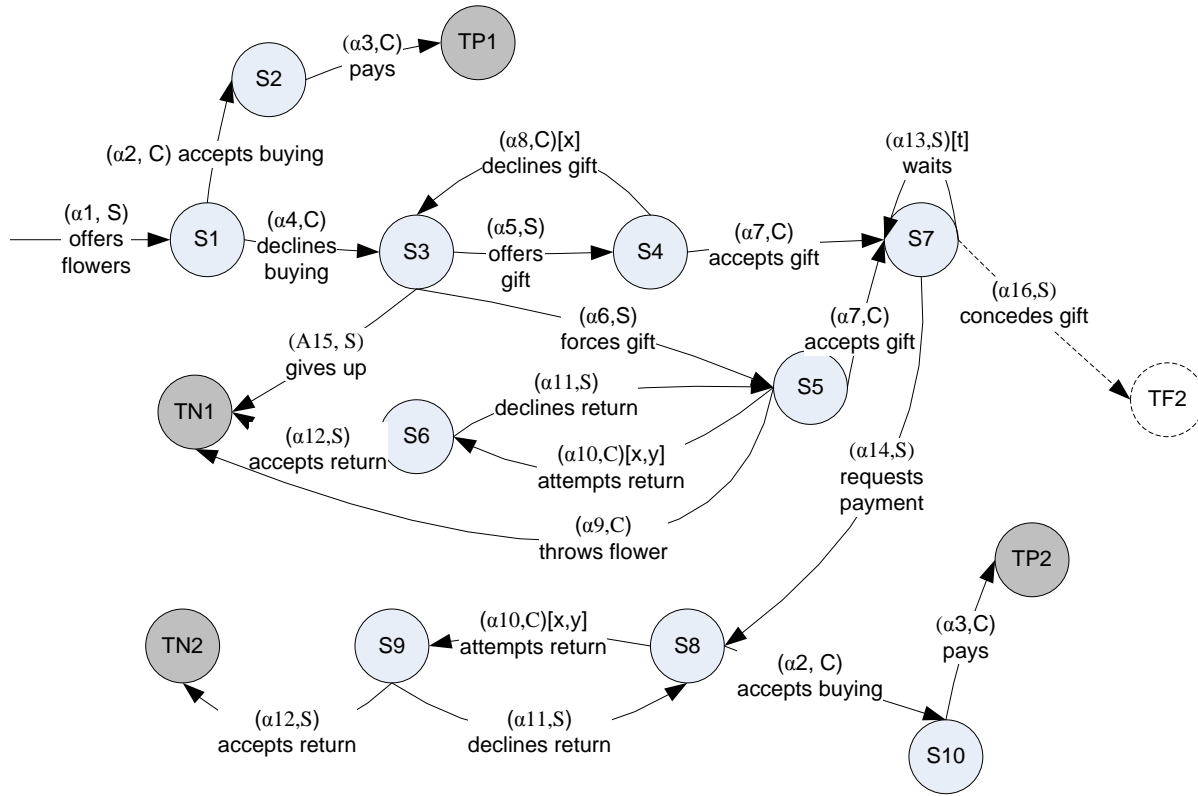 (α3,C)
pays
TP1
S2
(α2, C) accepts buying
(α8,C)[x]
declines gift
(α13,S)[t]
waits
(α1, S)
offers
flowers
S1
(α4,C)
declines
buying
S3
(α5,S)
offers
gift
S4
(α7,C)
accepts gift
S7
(α16,S)
concedes gift
(α6,S)
forces gift
(α7,C)
accepts gift
(A15, S)
gives up
TN1
(α11,S)
declines return
S5
TF2
S6
(α12,S)
accepts return
(α10,C)[x,y]
attempts return
(α14,S)
requests
payment
(α9,C)
throws flower
TP2
TN2
S9
(α10,C)[x,y]
attempts return
S8
(α3,C)
pays
(α2, C)
accepts buying
(α12,S)
accepts return
(α11,S)
declines return
S10